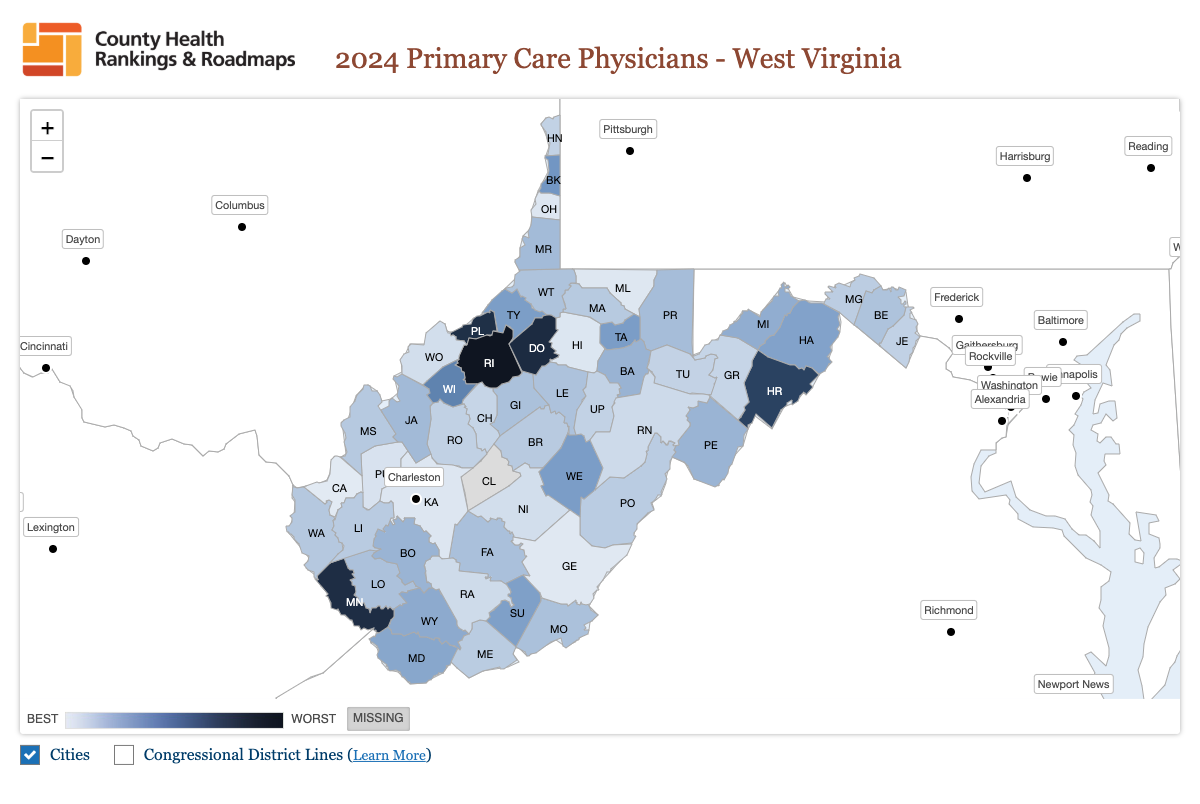 County Health
Rankings & Roadmaps
2024 Primary Care Physicians - West Virginia
+
−
HN
Pittsburgh
Reading
Harrisburg
BK
Columbus
OH
Dayton
MR
WT
ML
MA
PR
MG
Frederick
BE
TY
MI
Baltimore
PL
TA
HA
JE
Cincinnati
WO
RI
DO
HI
Gaithersburg
Rockville
BA
TU
GR
Washington
WI
LE
HR
Alexandria
GI
UP
JA
CH
MS
RO
BR
RN
PE
Charleston
CA
KA
CL
WE
NI
PO
Lexington
WA
LI
BO
FA
GE
LO
RA
MN
SU
WY
MO
Richmond
MD
ME
Newport News
BEST
WORST
MISSING
Cities
Congressional District Lines (Learn More)